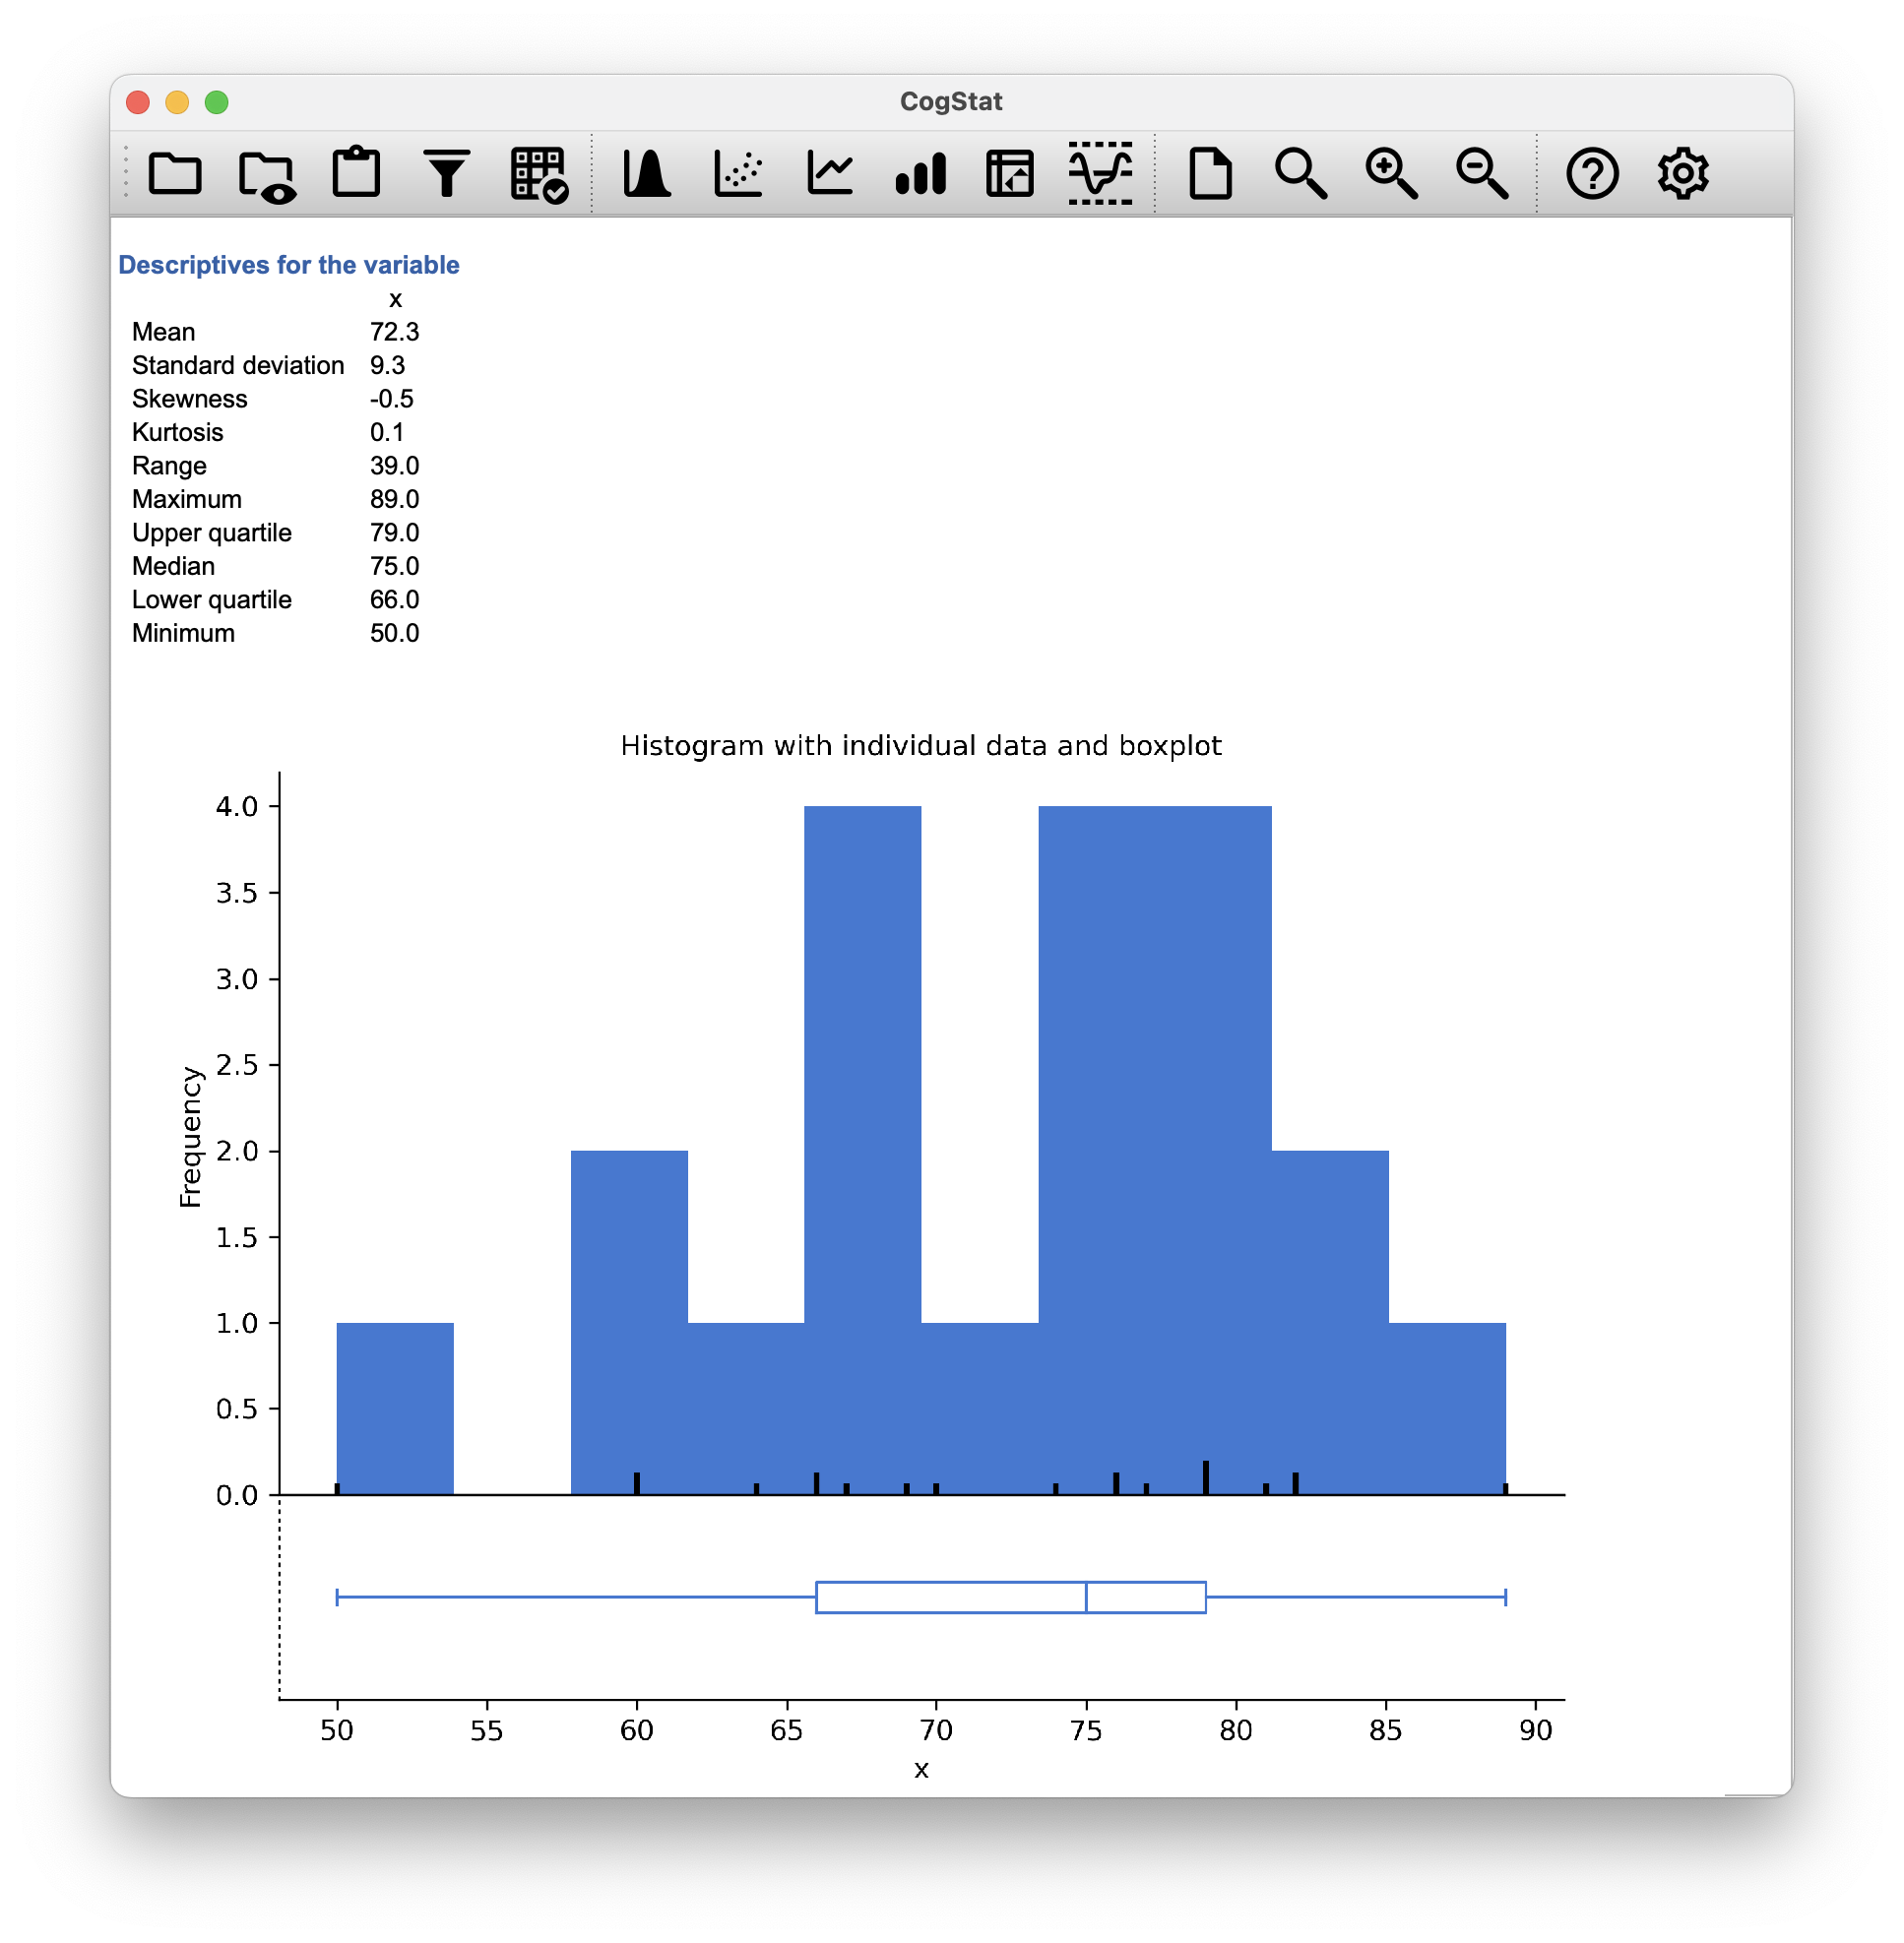 CogStat
Descriptives for the variable
x
Mean 72.3
Standard deviation 9.3
Skewness -0.5
Kurtosis 0.1
Range 39.0
Maximum 89.0
Upper quartile 79.0
Median 75.0
Lower quartile 66.0
Minimum 50.0
Histogram with individual data and boxplot
4.0
3.5
3.0
2.5
2.0
1.5
1.0
0.5
0.0
Frequency
50 55 60 65 70 75 80 85 90
x